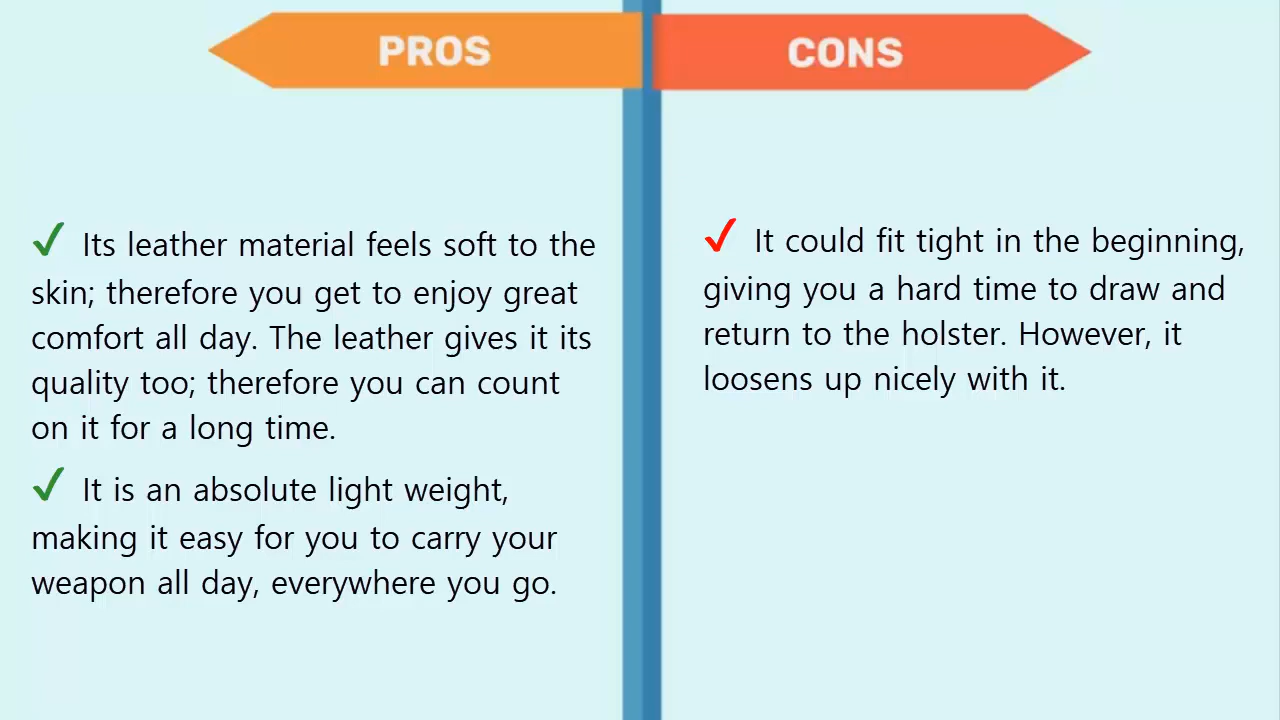 PROS
CONS
✓ Its leather material feels soft to the
skin; therefore you get to enjoy great
comfort all day. The leather gives it its
quality too; therefore you can count
on it for a long time.
✓ It is an absolute light weight,
making it easy for you to carry your
weapon all day, everywhere you go.
✓ It could fit tight in the beginning,
giving you a hard time to draw and
return to the holster. However, it
loosens up nicely with it.